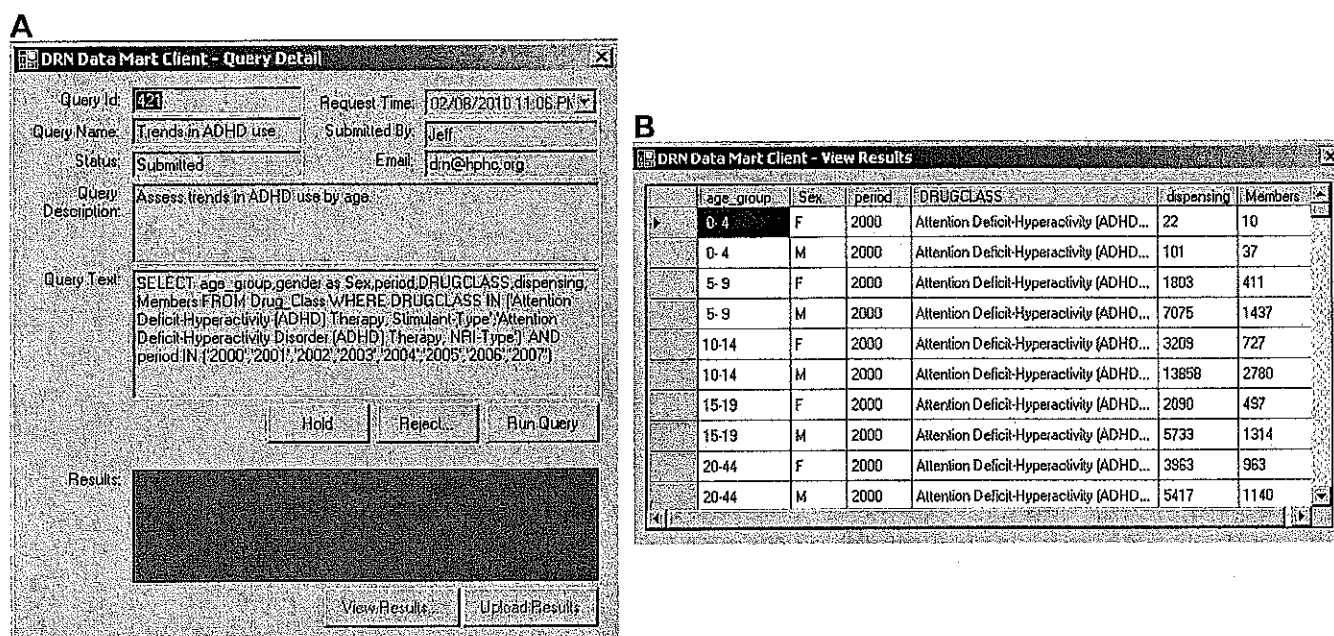 A
DRN Data Mart Client - Query Detail
Query Id: 421
Request Time: 02/08/2010 11:06 PM
Query Name: Trends in ADHD use
Submitted By: Jeff
Status: Submitted
Email: drn@hphc.org
Query Description: Assess trends in ADHD use by age.
Query Text: SELECT age_group,gender as Sex,period,DRUGCLASS,dispensing,
Members FROM Drug_Class WHERE DRUGCLASS IN ('Attention
Deficit-Hyperactivity (ADHD) Therapy, Stimulant-Type','Attention
Deficit-Hyperactivity Disorder (ADHD) Therapy, NRI-Type') AND
period IN ('2000','2001','2002','2003','2004','2005','2006','2007')
Hold Reject... Run Query
Results:
View Results... Upload Results
B
DRN Data Mart Client - View Results
age_group Sex period DRUGCLASS dispensing Members
0- 4 F 2000 Attention Deficit-Hyperactivity (ADHD... 22 10
0- 4 M 2000 Attention Deficit-Hyperactivity (ADHD... 101 37
5- 9 F 2000 Attention Deficit-Hyperactivity (ADHD... 1803 411
5- 9 M 2000 Attention Deficit-Hyperactivity (ADHD... 7075 1437
10-14 F 2000 Attention Deficit-Hyperactivity (ADHD... 3209 727
10-14 M 2000 Attention Deficit-Hyperactivity (ADHD... 13858 2780
15-19 F 2000 Attention Deficit-Hyperactivity (ADHD... 2090 497
15-19 M 2000 Attention Deficit-Hyperactivity (ADHD... 5733 1314
20-44 F 2000 Attention Deficit-Hyperactivity (ADHD... 3963 963
20-44 M 2000 Attention Deficit-Hyperactivity (ADHD... 5417 1140